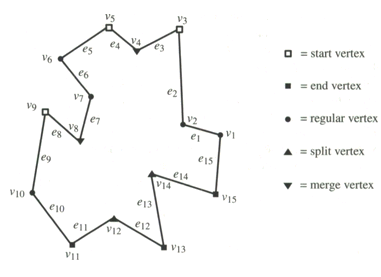 v5
v3
v4
e5
e4
e3
v6
e6
v7
e2
v9
v8
e7
e8
v2
v1
e1
e9
e15
v14
e14
v10
e13
v15
e10
e11
v12
e12
v11
v13
= start vertex
= end vertex
= regular vertex
= split vertex
= merge vertex